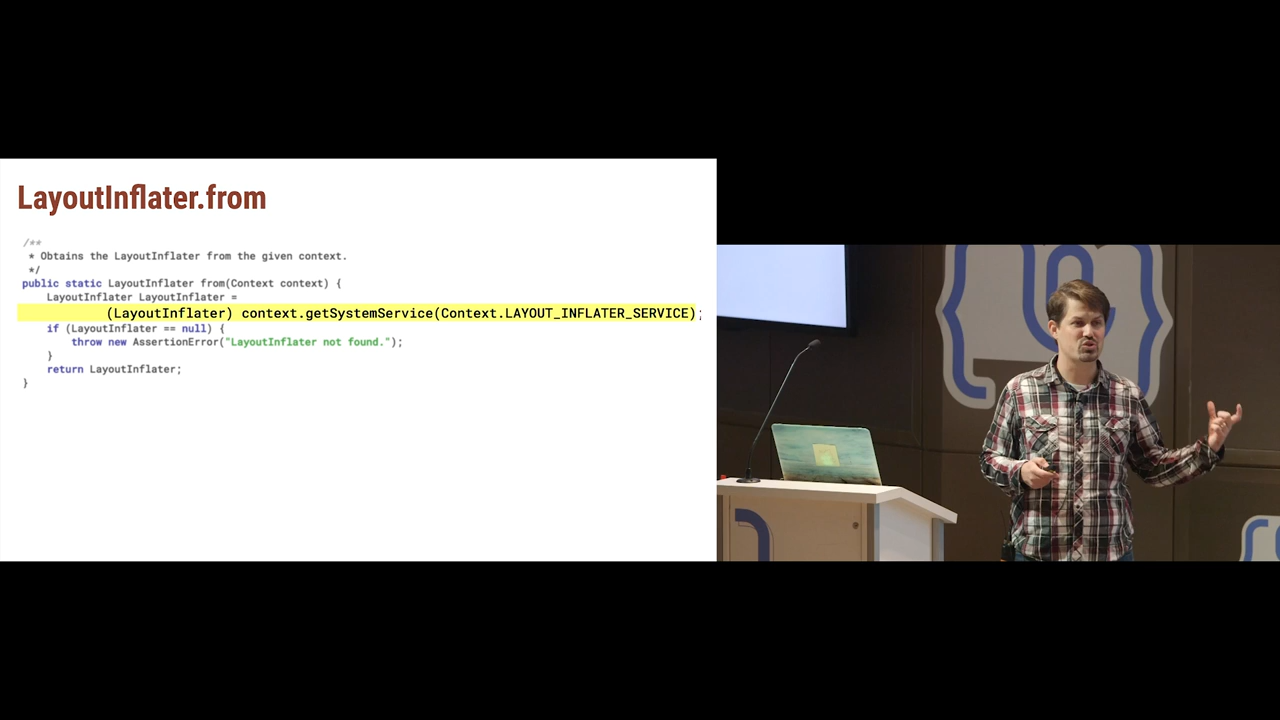 LayoutInflater.from
/**
* Obtains the LayoutInflater from the given context.
*/
public static LayoutInflater from(Context context) {
LayoutInflater LayoutInflater =
(LayoutInflater) context.getSystemService(Context.LAYOUT_INFLATER_SERVICE);
if (LayoutInflater == null) {
throw new AssertionError("LayoutInflater not found.");
}
return LayoutInflater;
}